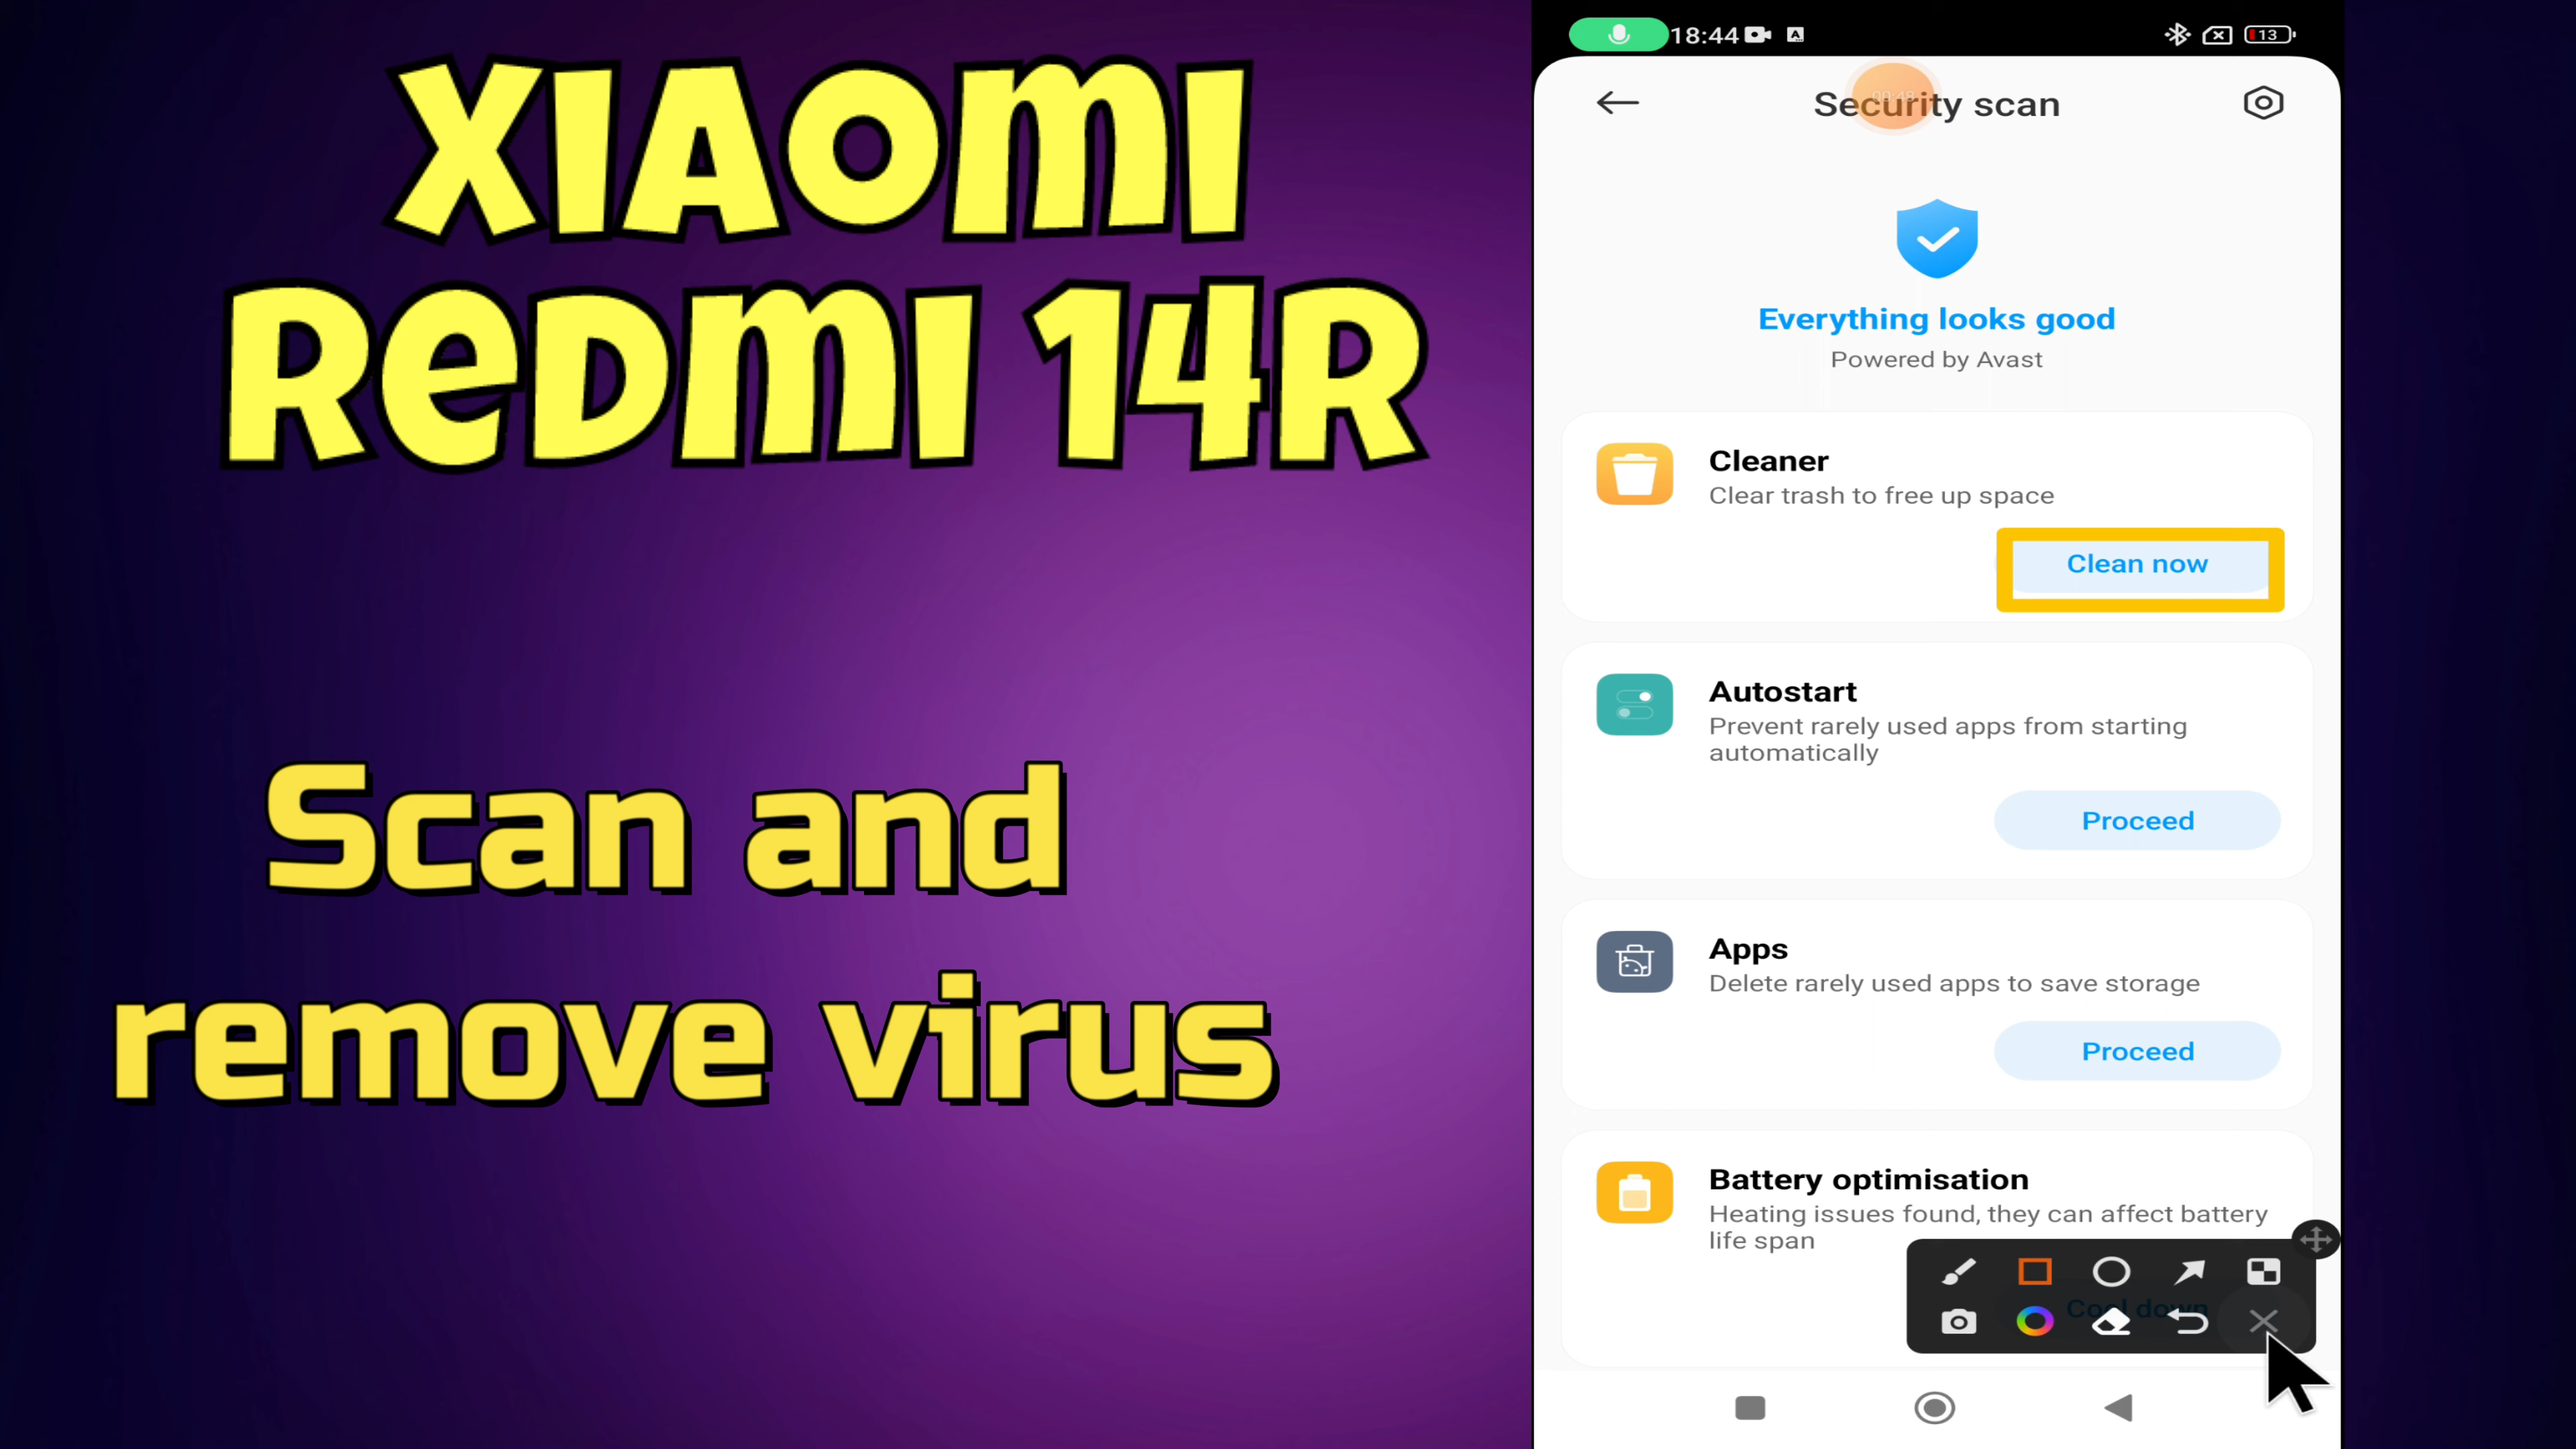 XIAOMI
REDMI 14R
Scan and
remove virus
18:44
13
Security scan
Everything looks good
Powered by Avast
Cleaner
Clear trash to free up space
Clean now
Autostart
Prevent rarely used apps from starting
automatically
Proceed
Apps
Delete rarely used apps to save storage
Proceed
Battery optimisation
Heating issues found, they can affect battery
life span
Cool down